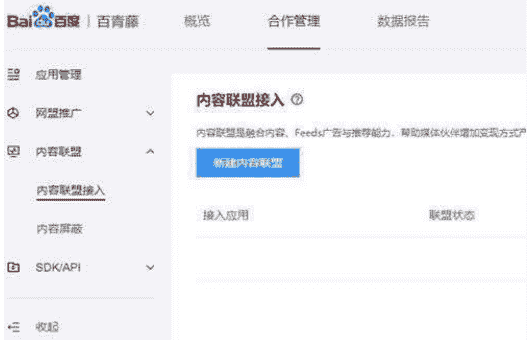 Bai 百度 | 百青藤 概览 合作管理 数据报告
应用管理
网盟推广
内容联盟
内容联盟接入
内容屏蔽
SDK/API
收起
内容联盟接入
内容联盟是融合内容、Feeds广告与推荐能力、帮助媒体伙伴增加变现方式产
新建内容联盟
接入应用 联盟状态